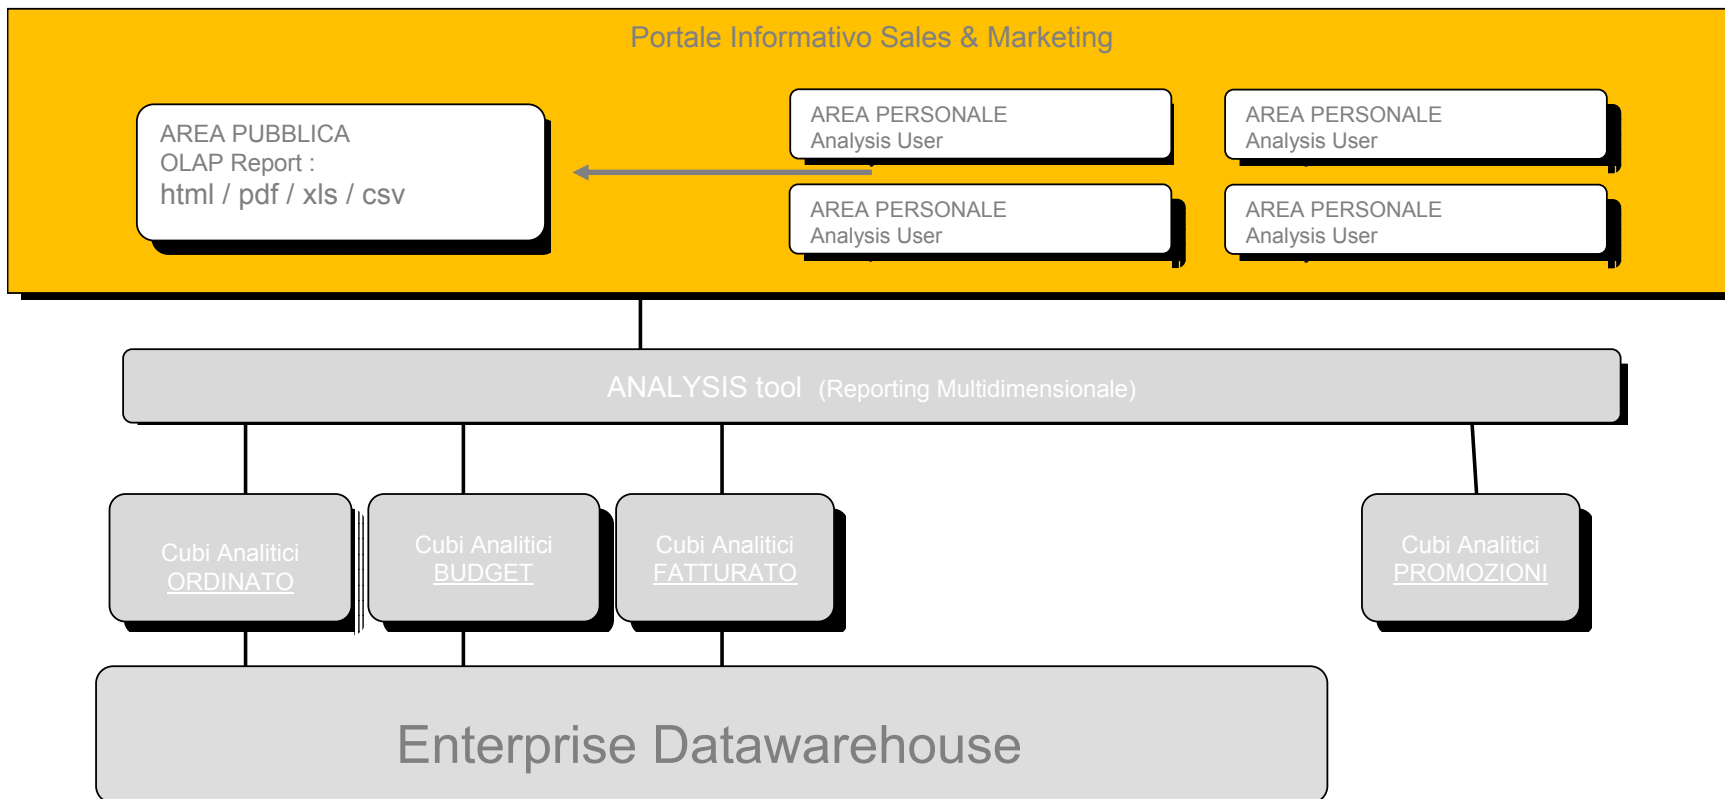 Portale Informativo Sales & Marketing
AREA PUBBLICA
OLAP Report :
html / pdf / xls / csv
AREA PERSONALE
Analysis User
AREA PERSONALE
Analysis User
AREA PERSONALE
Analysis User
AREA PERSONALE
Analysis User
ANALYSIS tool (Reporting Multidimensionale)
Cubi Analitici
ORDINATO
Cubi Analitici
BUDGET
Cubi Analitici
FATTURATO
Cubi Analitici
PROMOZIONI
Enterprise Datawarehouse